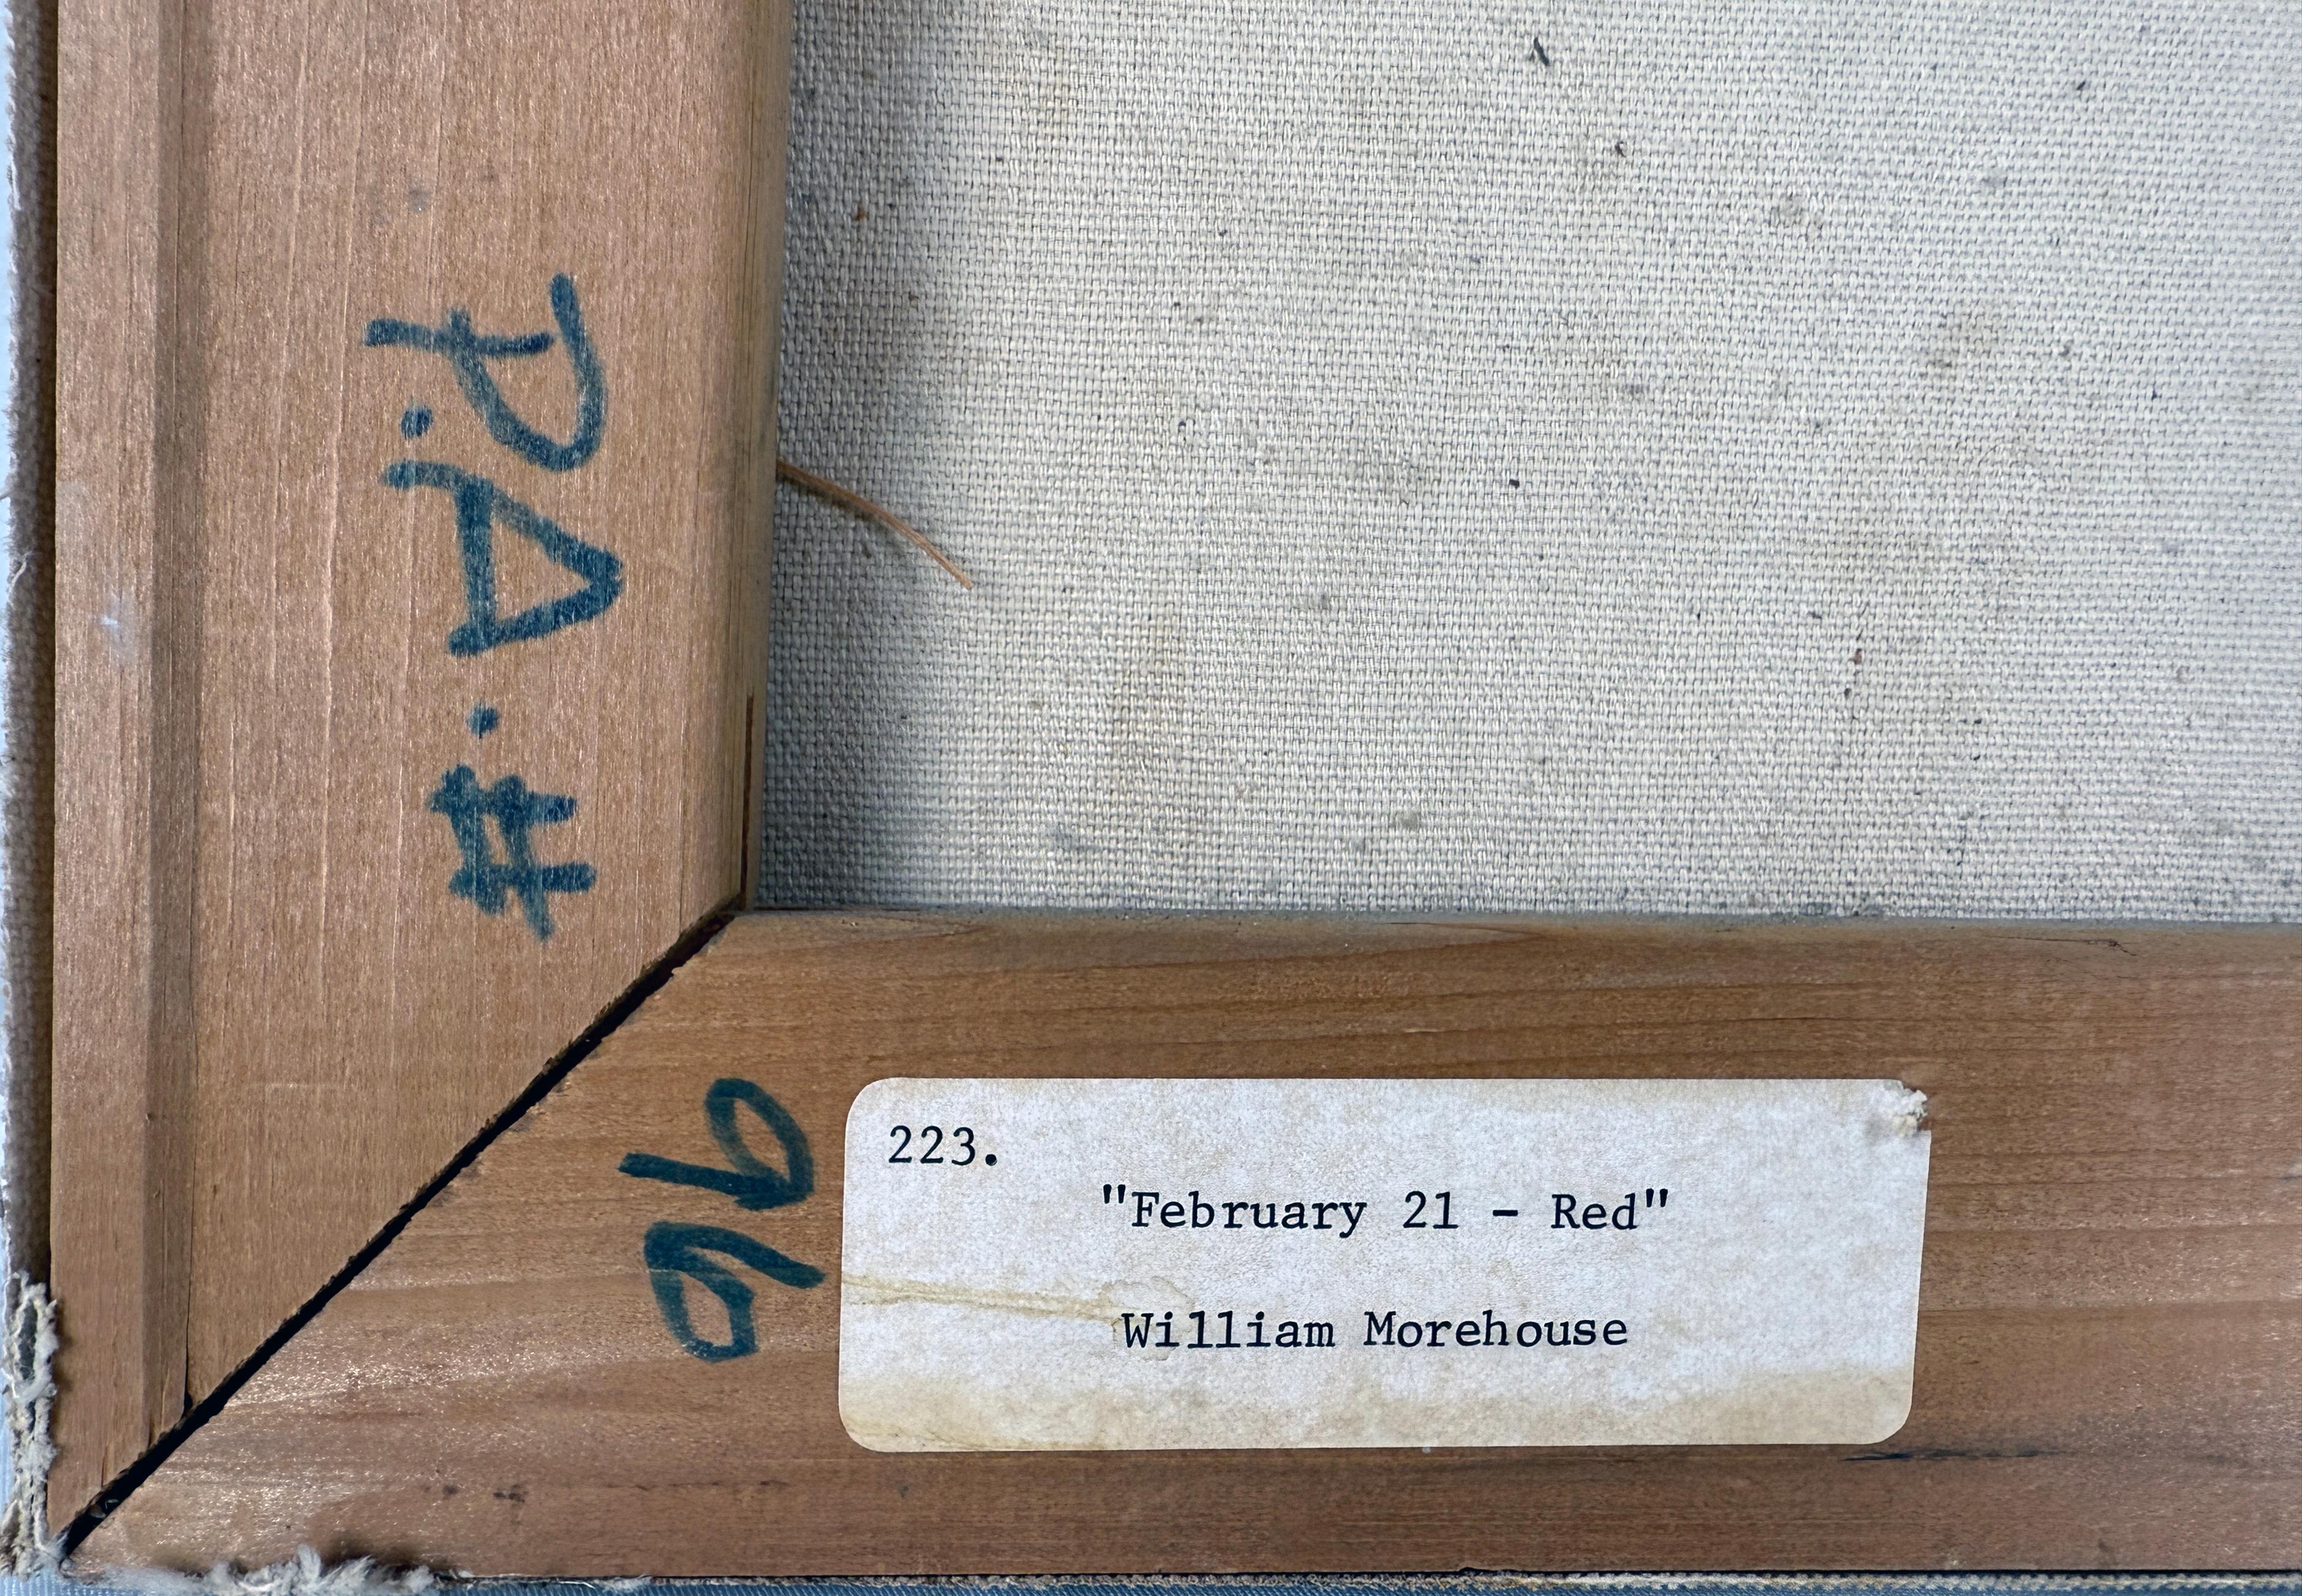 P.A. #
96
223.
"February 21 - Red"
William Morehouse